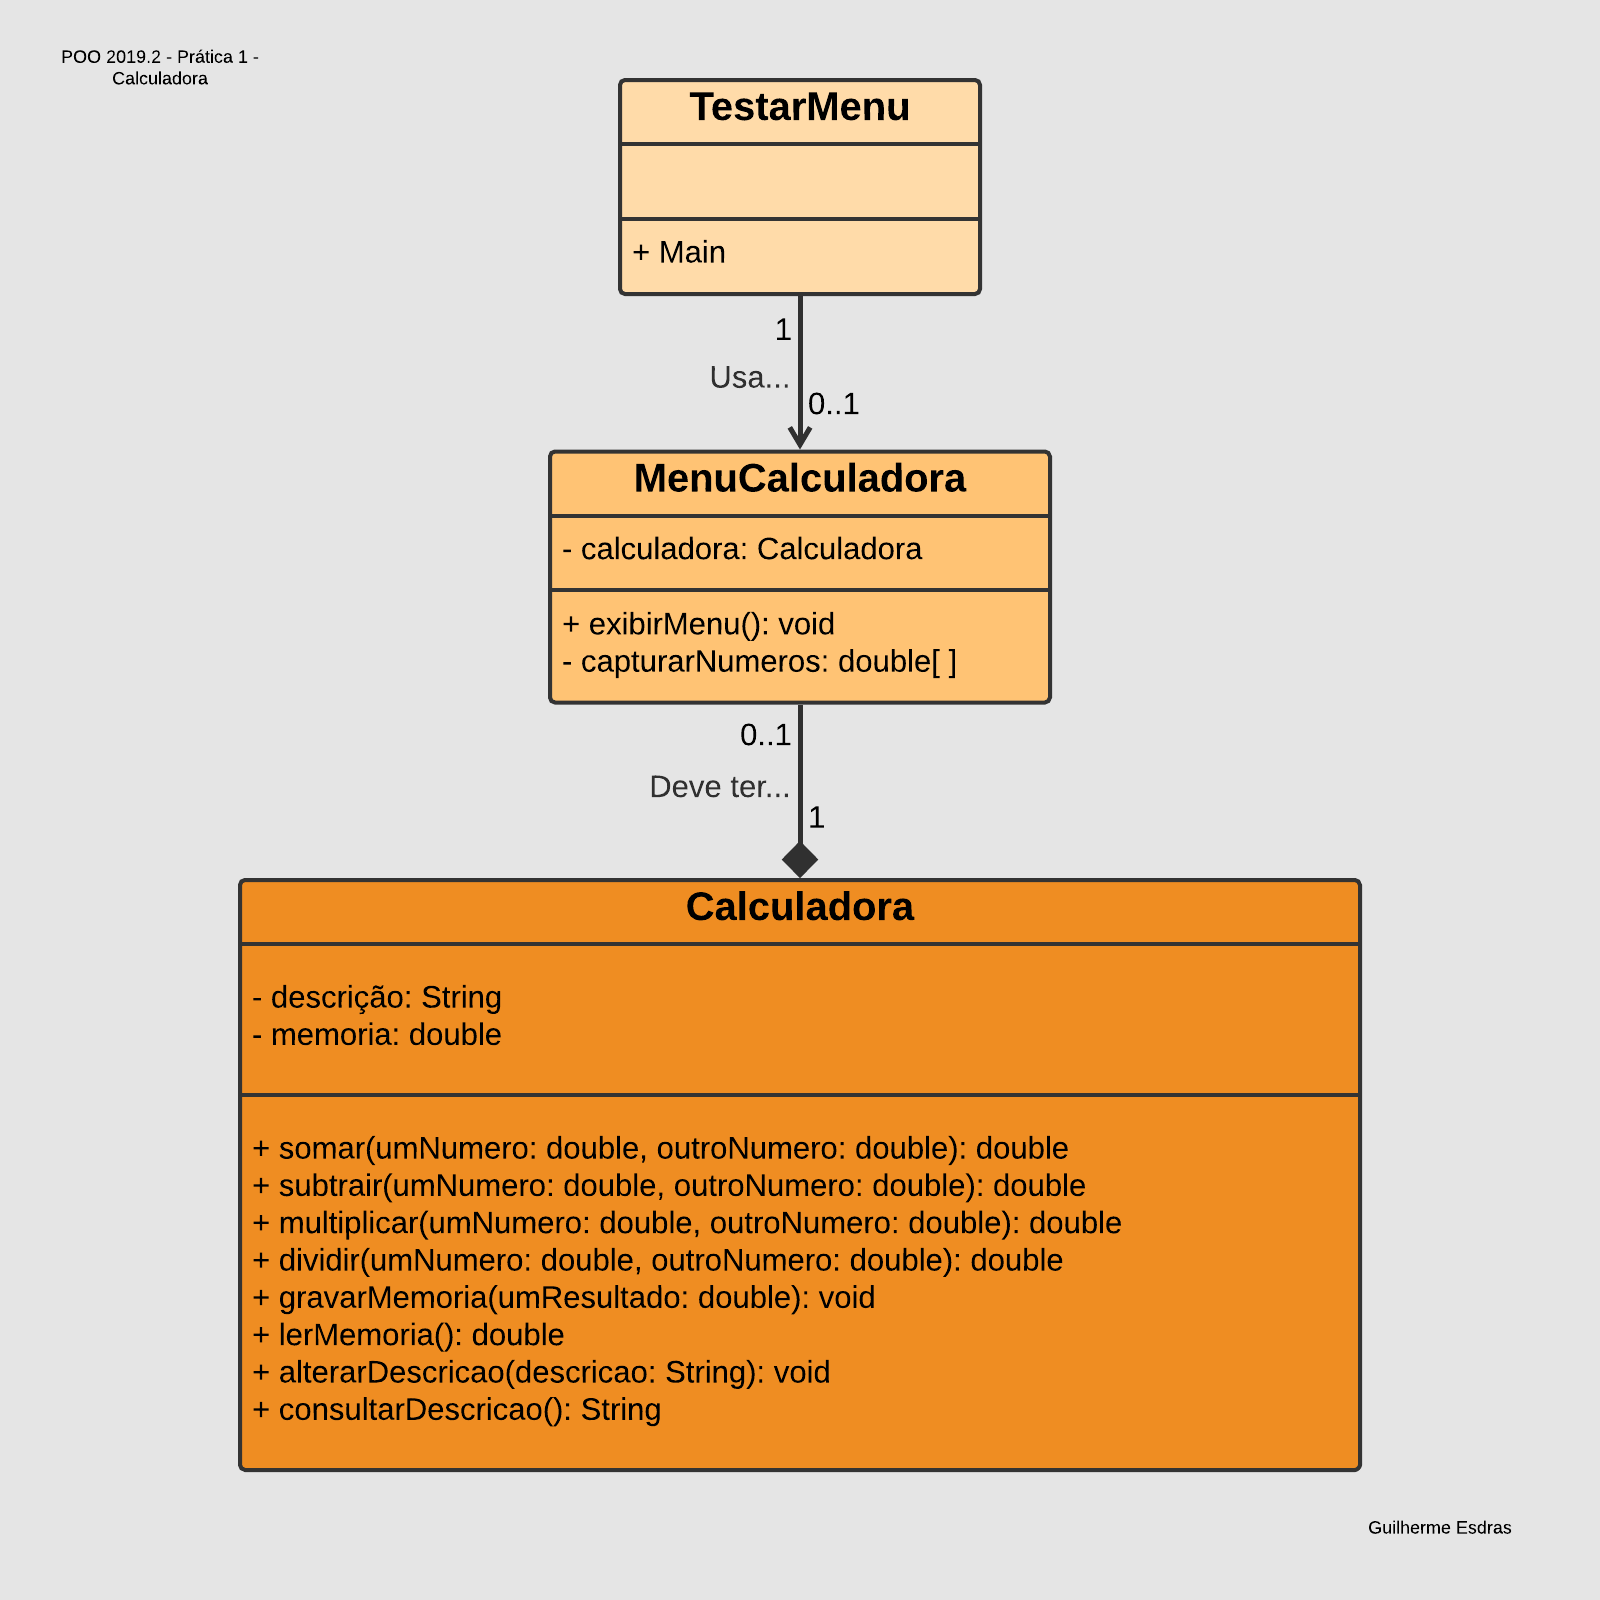 POO 2019.2 - Prática 1 -
Calculadora
TestarMenu
+ Main
1
Usa...
0..1
MenuCalculadora
- calculadora: Calculadora
+ exibirMenu(): void
- capturarNumeros: double[ ]
0..1
Deve ter...
1
Calculadora
- descrição: String
- memoria: double
+ somar(umNumero: double, outroNumero: double): double
+ subtrair(umNumero: double, outroNumero: double): double
+ multiplicar(umNumero: double, outroNumero: double): double
+ dividir(umNumero: double, outroNumero: double): double
+ gravarMemoria(umResultado: double): void
+ lerMemoria(): double
+ alterarDescricao(descricao: String): void
+ consultarDescricao(): String
Guilherme Esdras